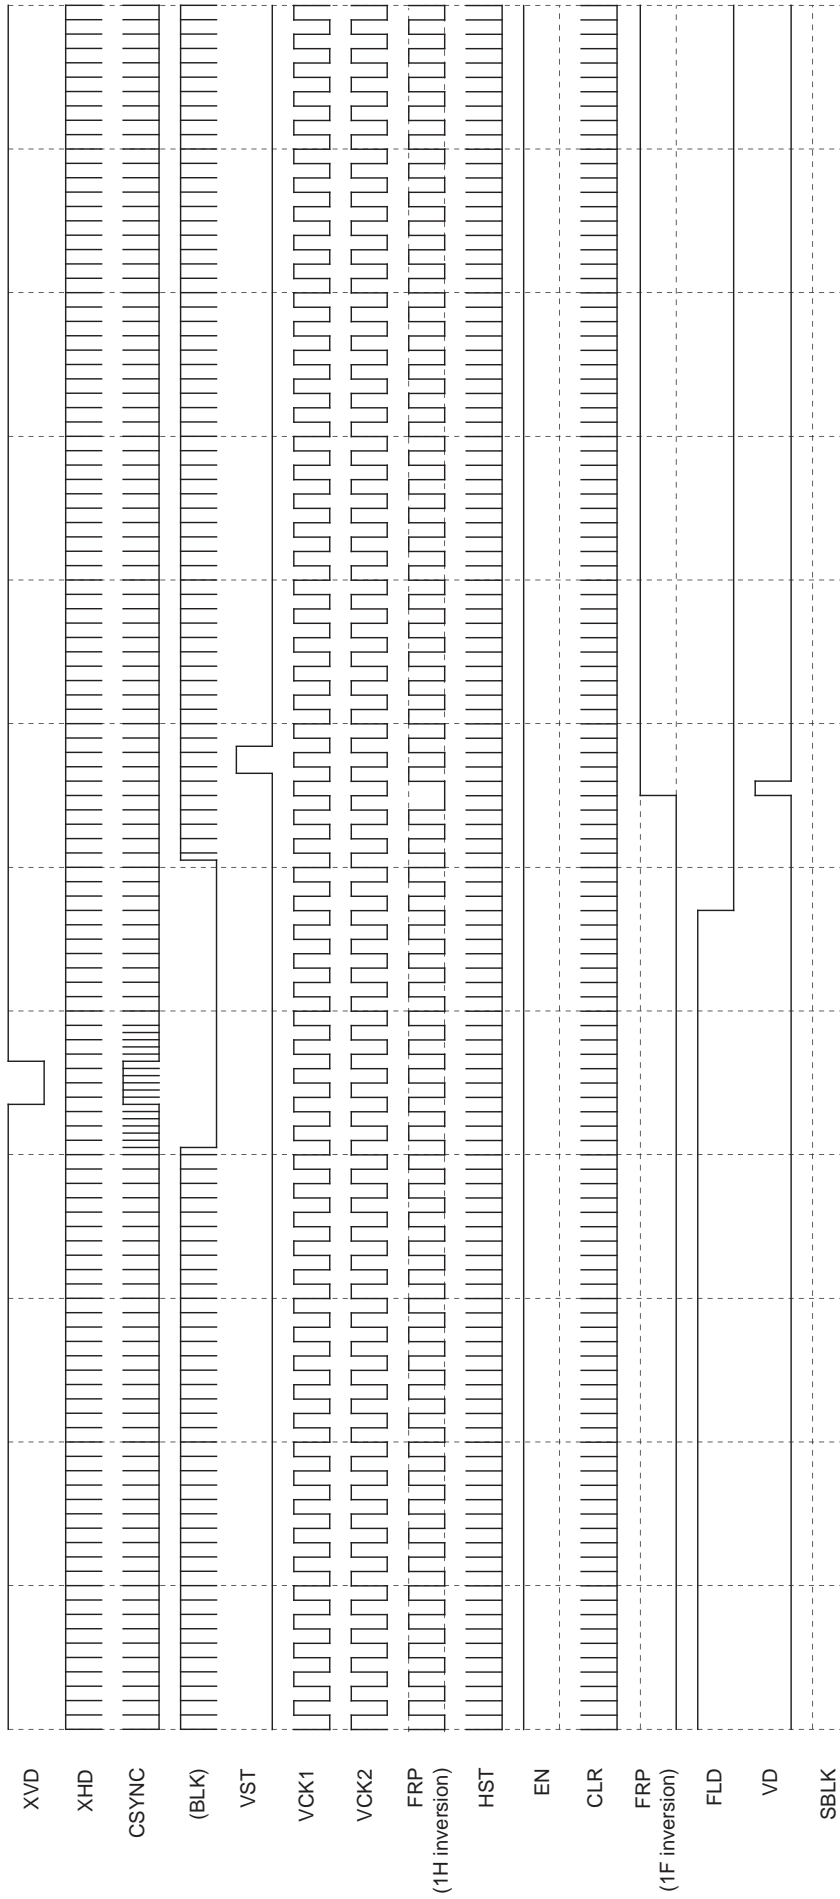 XVD
XHD
CSYNC
(BLK)
VST
VCK1
VCK2
FRP
(1H inversion)
HST
EN
CLR
FRP
(1F inversion)
FLD
VD
SBLK